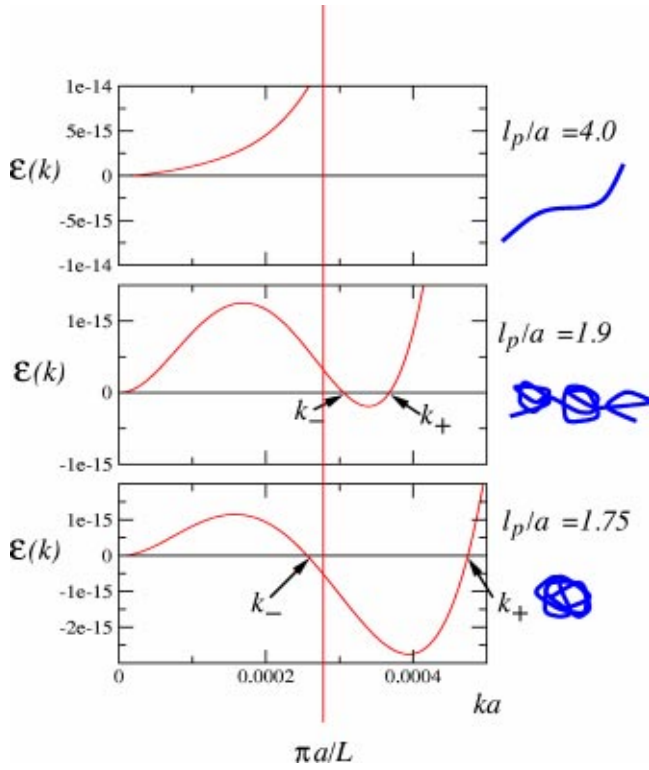 1e-14
5e-15
0
-5e-15
-1e-14
ε(k)
l_p/a =4.0
1e-15
0
-1e-15
ε(k)
k_−
k_+
l_p/a =1.9
1e-15
0
-1e-15
-2e-15
ε(k)
k_−
k_+
l_p/a =1.75
0
0.0002
0.0004
ka
πa/L